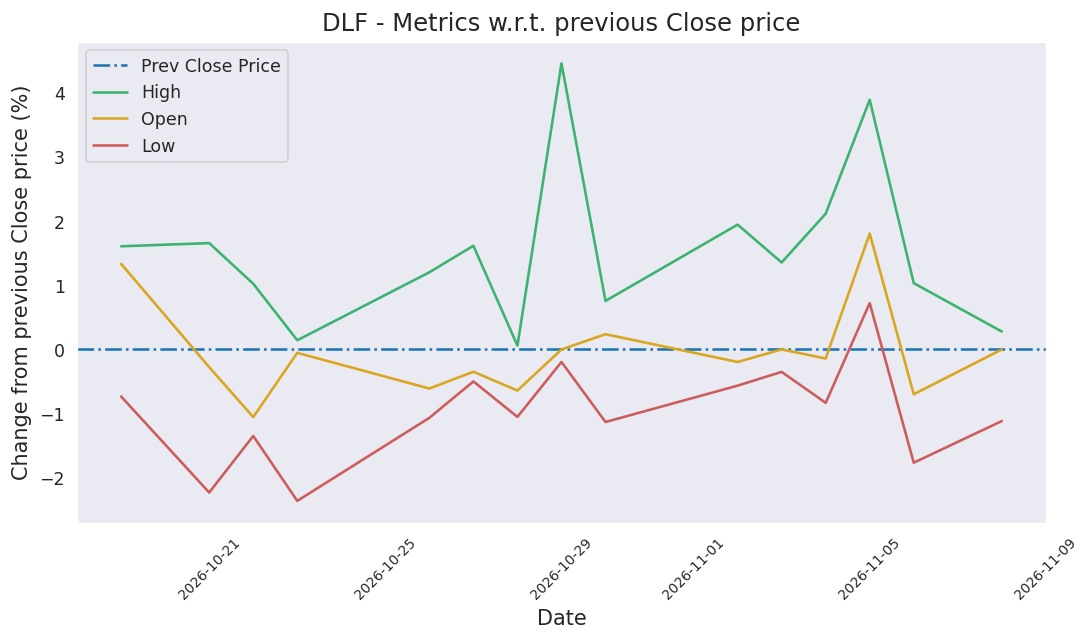 DLF - Metrics w.r.t. previous Close price
Prev Close Price
High
Open
Low
Change from previous Close price (%)
4
3
2
1
0
−1
−2
2026-10-21
2026-10-25
2026-10-29
2026-11-01
2026-11-05
2026-11-09
Date